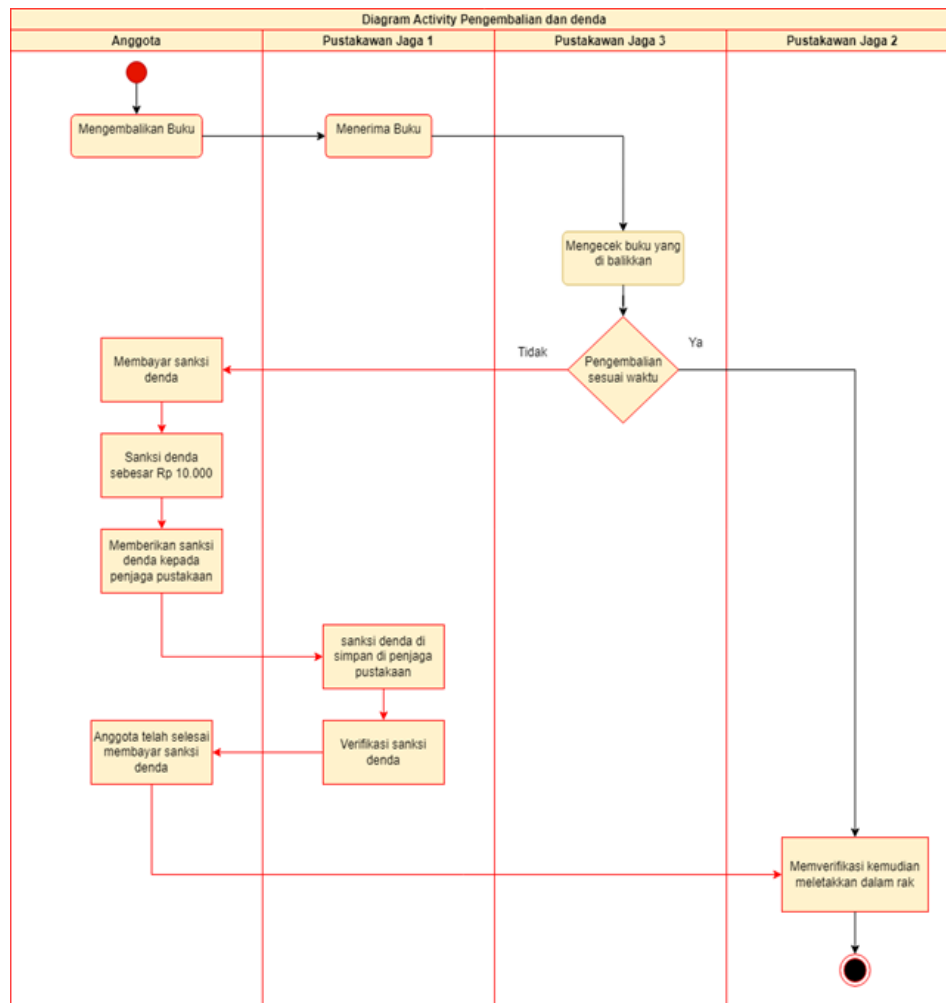 Diagram Activity Pengembalian dan denda
Anggota
Pustakawan Jaga 1
Pustakawan Jaga 3
Pustakawan Jaga 2
Mengembalikan Buku
Menerima Buku
Mengecek buku yang
di balikkan
Pengembalian
sesuai waktu
Tidak
Ya
Membayar sanksi
denda
Sanksi denda
sebesar Rp 10.000
Memberikan sanksi
denda kepada
penjaga pustakaan
sanksi denda di
simpan di penjaga
pustakaan
Verifikasi sanksi
denda
Anggota telah selesai
membayar sanksi
denda
Memverifikasi kemudian
meletakkan dalam rak